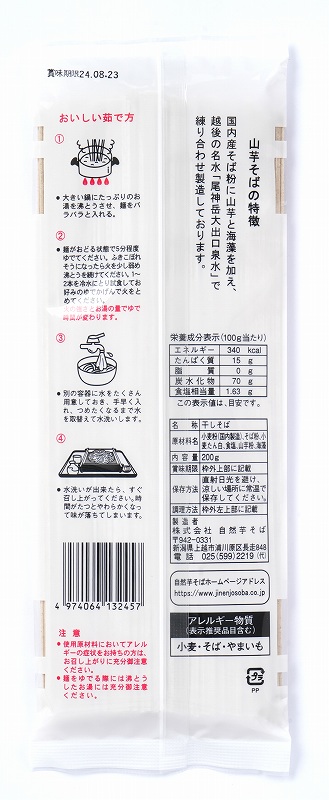 賞味期限24.08.23
おいしい茹で方
①
●大きい鍋にたっぷりのお
湯を沸とうさせ、麺を
バラバラと入れる。
②
●麺がおどる状態で5分程度
ゆでてください。ふきこぼれ
そうになったら火を少し弱め
沸とうを続けてください。1〜
2本を冷水にとり試食してお
好みのゆでかげんで火をと
めてください。
火の強さとお湯の量でゆで
時間が変わります。
③
●別の容器に水をたくさん
用意しておき、手早く入
れ、つめたくなるまで水
を取替えて水洗いします。
④
●水洗いが出来たら、すぐ
召し上がってください。時
間がたつとやわらかくなっ
て味が落ちてしまいます。
4 974064 132457
注意
●使用原材料においてアレル
ギーの症状をお持ちの方は、
お召し上がりに充分御注意
ください。
●麺をゆでる際には沸とう
したお湯には充分御注意
ください。
山芋そばの特徴
国内産そば粉に山芋と海藻を加え、
越後の名水「尾神岳大出口泉水」で
練り合わせ製造しております。
栄養成分表示(100g当たり)
エネルギー 340 kcal
たんぱく質 15 g
脂質 0 g
炭水化物 70 g
食塩相当量 1.63 g
この表示値は、目安です。
名称 干しそば
原材料名 小麦粉(国内製造)、そば粉、小
麦たん白、食塩、山芋粉、海藻
内容量 200g
賞味期限 枠外上部に記載
保存方法 直射日光を避け、
涼しい場所に常温で
保存してください。
調理方法 枠外左上部に記載
製造者
株式会社 自然芋そば
〒942-0331
新潟県上越市浦川原区長走848
電話 025(599)2219(代)
自然芋そばホームページアドレス
https://www.jinenjosoba.co.jp
アレルギー物質
(表示推奨品目含む)
小麦・そば・やまいも
プラ
PP